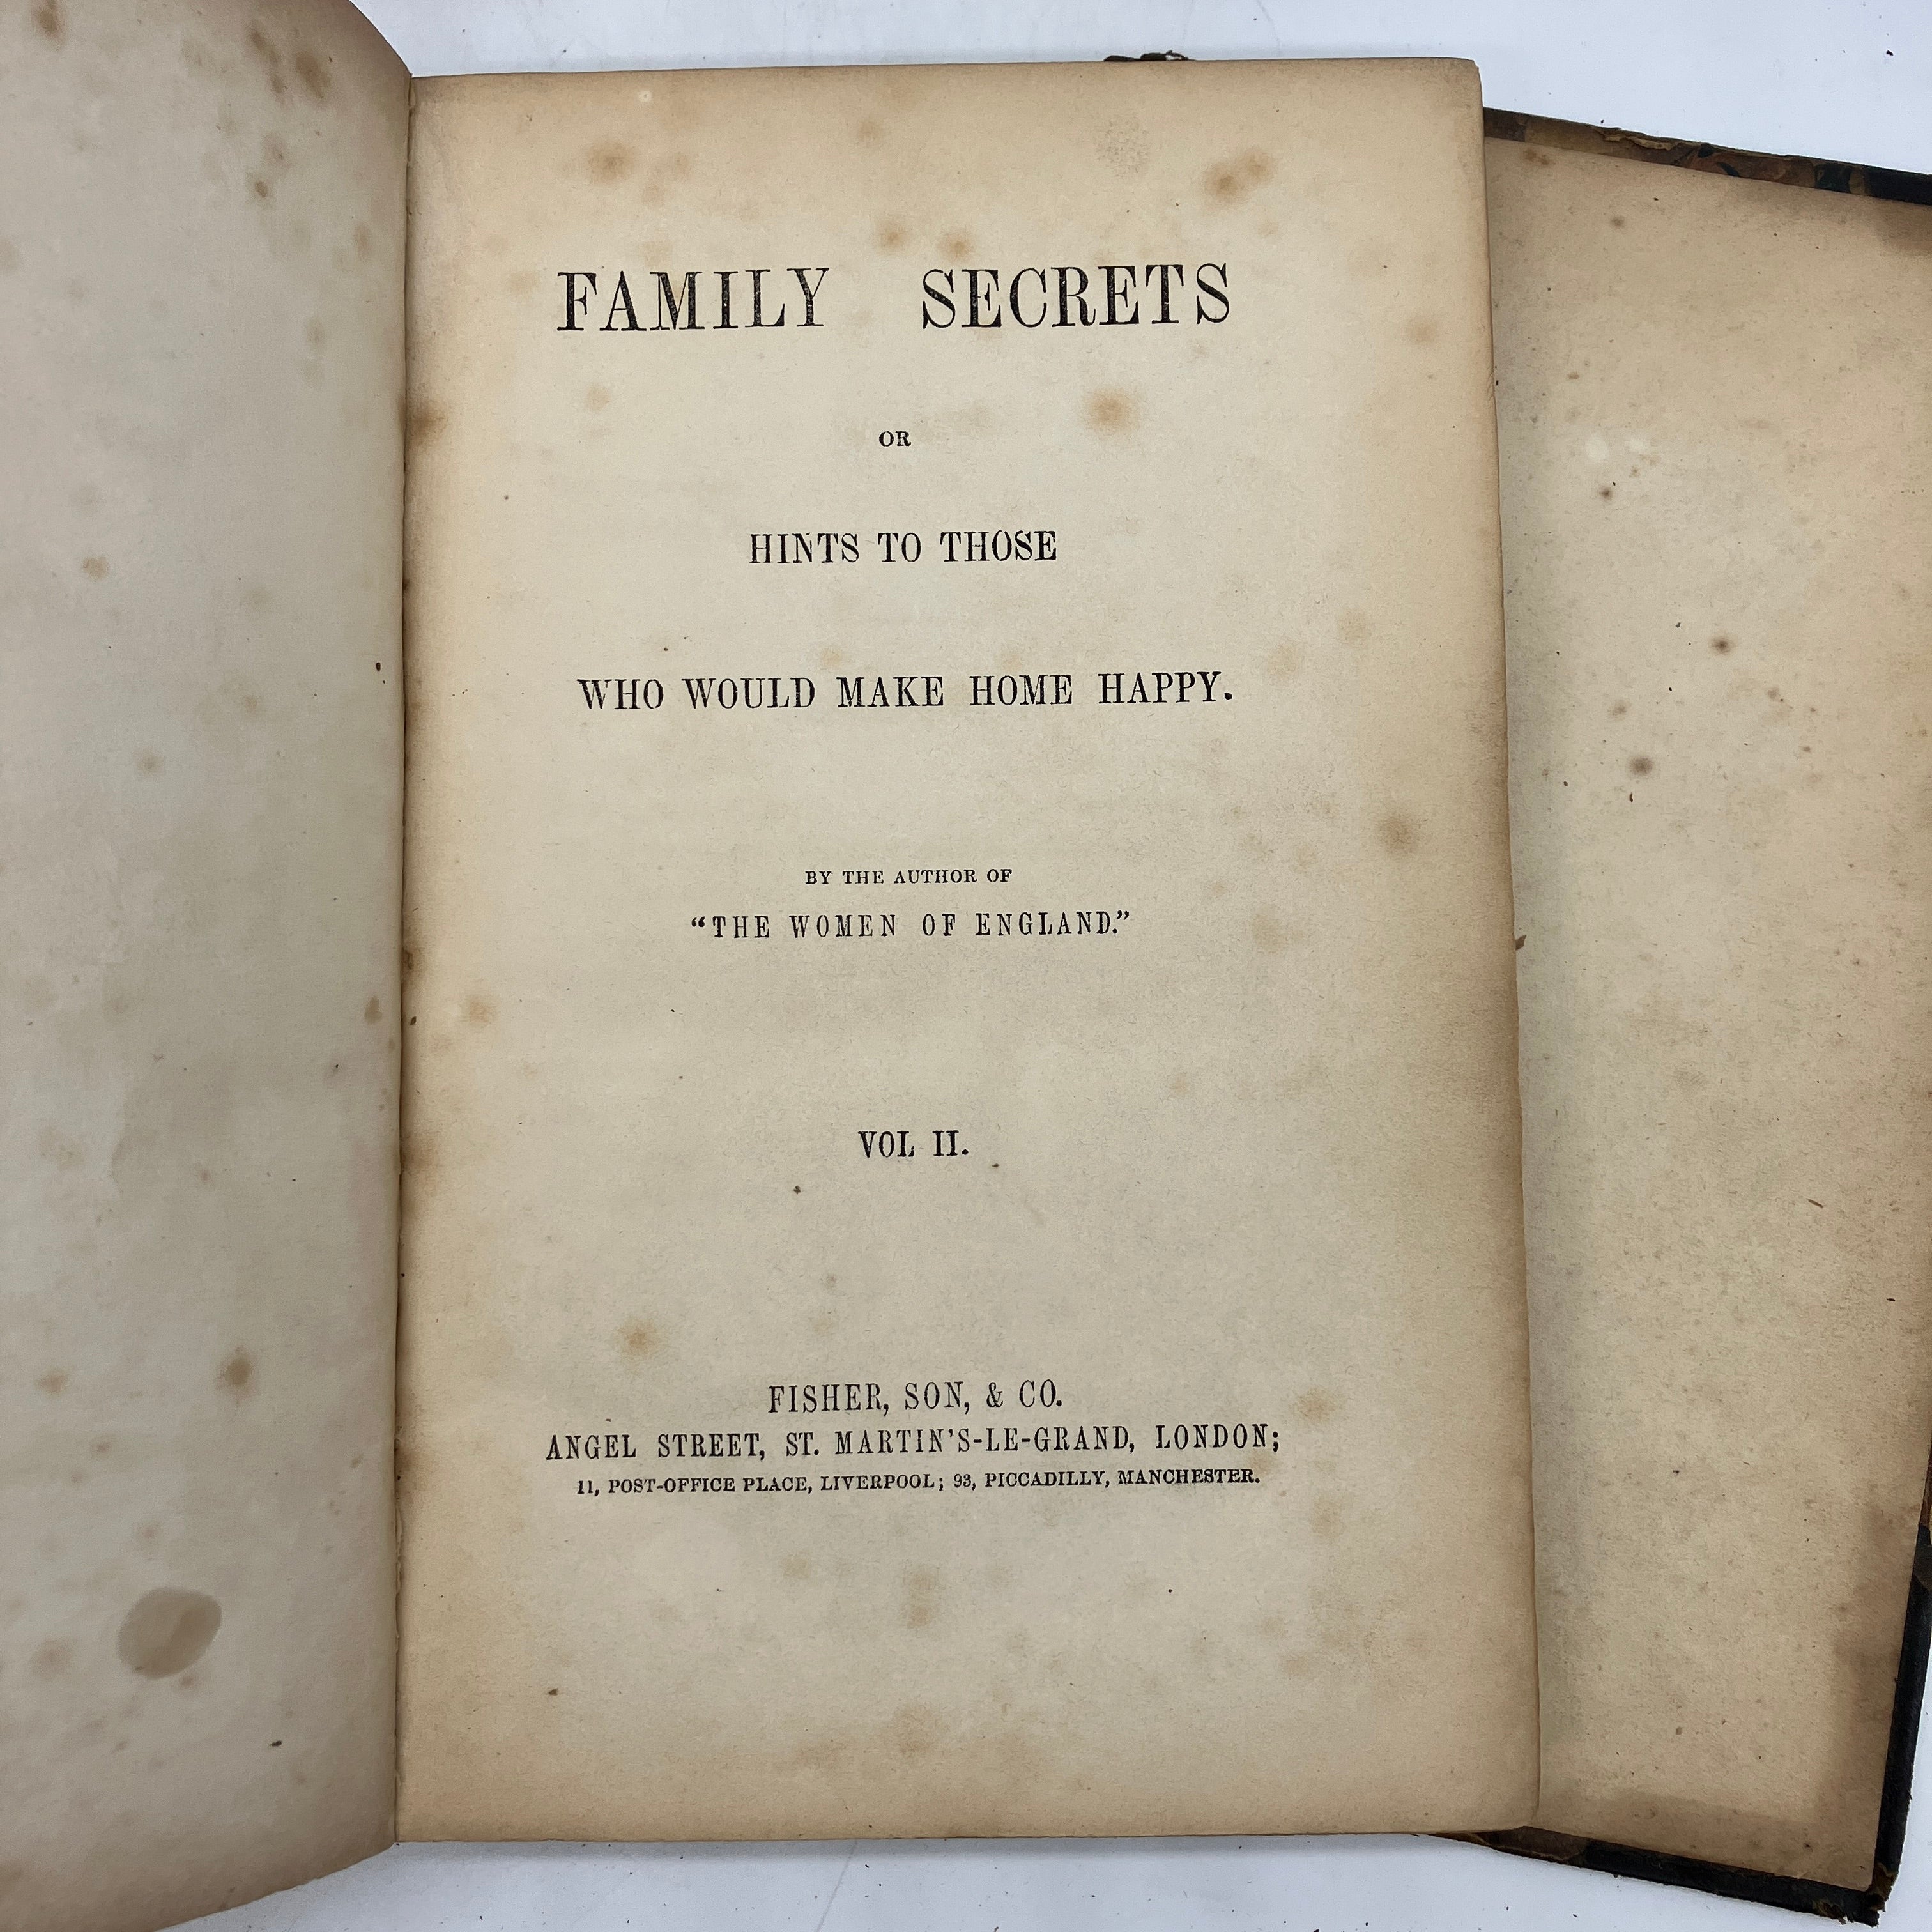 FAMILY SECRETS
OR
HINTS TO THOSE
WHO WOULD MAKE HOME HAPPY.
BY THE AUTHOR OF
“THE WOMEN OF ENGLAND.”
VOL II.
FISHER, SON, & CO.
ANGEL STREET, ST. MARTIN'S-LE-GRAND, LONDON;
11, POST-OFFICE PLACE, LIVERPOOL; 93, PICCADILLY, MANCHESTER.